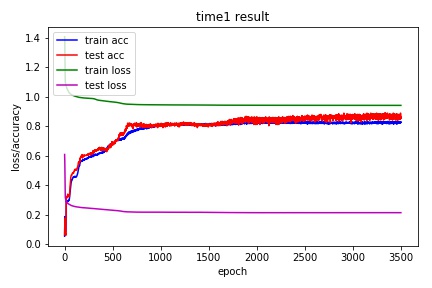 time1 result
train acc
test acc
train loss
test loss
loss/accuracy
1.4
1.2
1.0
0.8
0.6
0.4
0.2
0.0
0 500 1000 1500 2000 2500 3000 3500
epoch